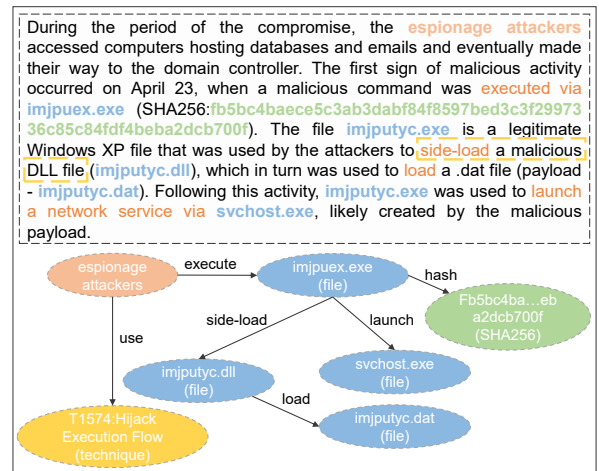 During the period of the compromise, the espionage attackers
accessed computers hosting databases and emails and eventually made
their way to the domain controller. The first sign of malicious activity
occurred on April 23, when a malicious command was executed via
imjpuex.exe (SHA256:fb5bc4baece5c3ab3dabf84f8597bed3c3f29973
36c85c84fdf4beba2dcb700f). The file imjputyc.exe is a legitimate
Windows XP file that was used by the attackers to side-load a malicious
DLL file (imjputyc.dll), which in turn was used to load a .dat file (payload
- imjputyc.dat). Following this activity, imjputyc.exe was used to launch
a network service via svchost.exe, likely created by the malicious
payload.
espionage
attackers
execute
imjpuex.exe
(file)
hash
Fb5bc4ba…eb
a2dcb700f
(SHA256)
side-load
launch
use
imjputyc.dll
(file)
svchost.exe
(file)
load
T1574:Hijack
Execution Flow
(technique)
imjputyc.dat
(file)